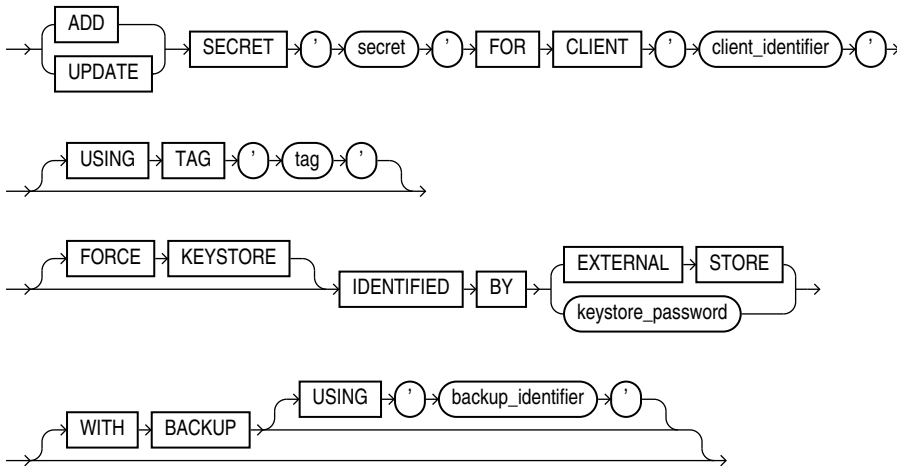 ADD
UPDATE
SECRET ' secret ' FOR CLIENT ' client_identifier '
USING TAG ' tag '
FORCE KEYSTORE
IDENTIFIED BY
EXTERNAL STORE
keystore_password
WITH BACKUP
USING ' backup_identifier '